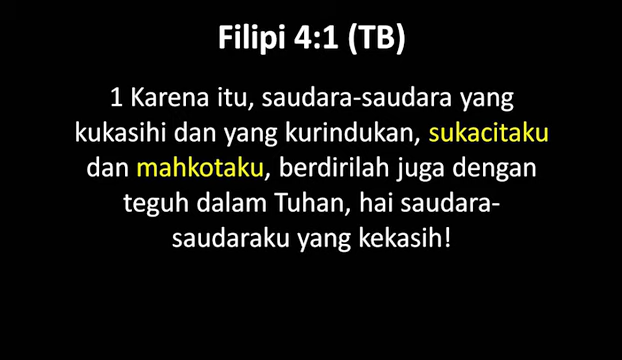 Filipi 4:1 (TB)
1 Karena itu, saudara-saudara yang
kukasihi dan yang kurindukan, sukacitaku
dan mahkotaku, berdirilah juga dengan
teguh dalam Tuhan, hai saudara-
saudaraku yang kekasih!